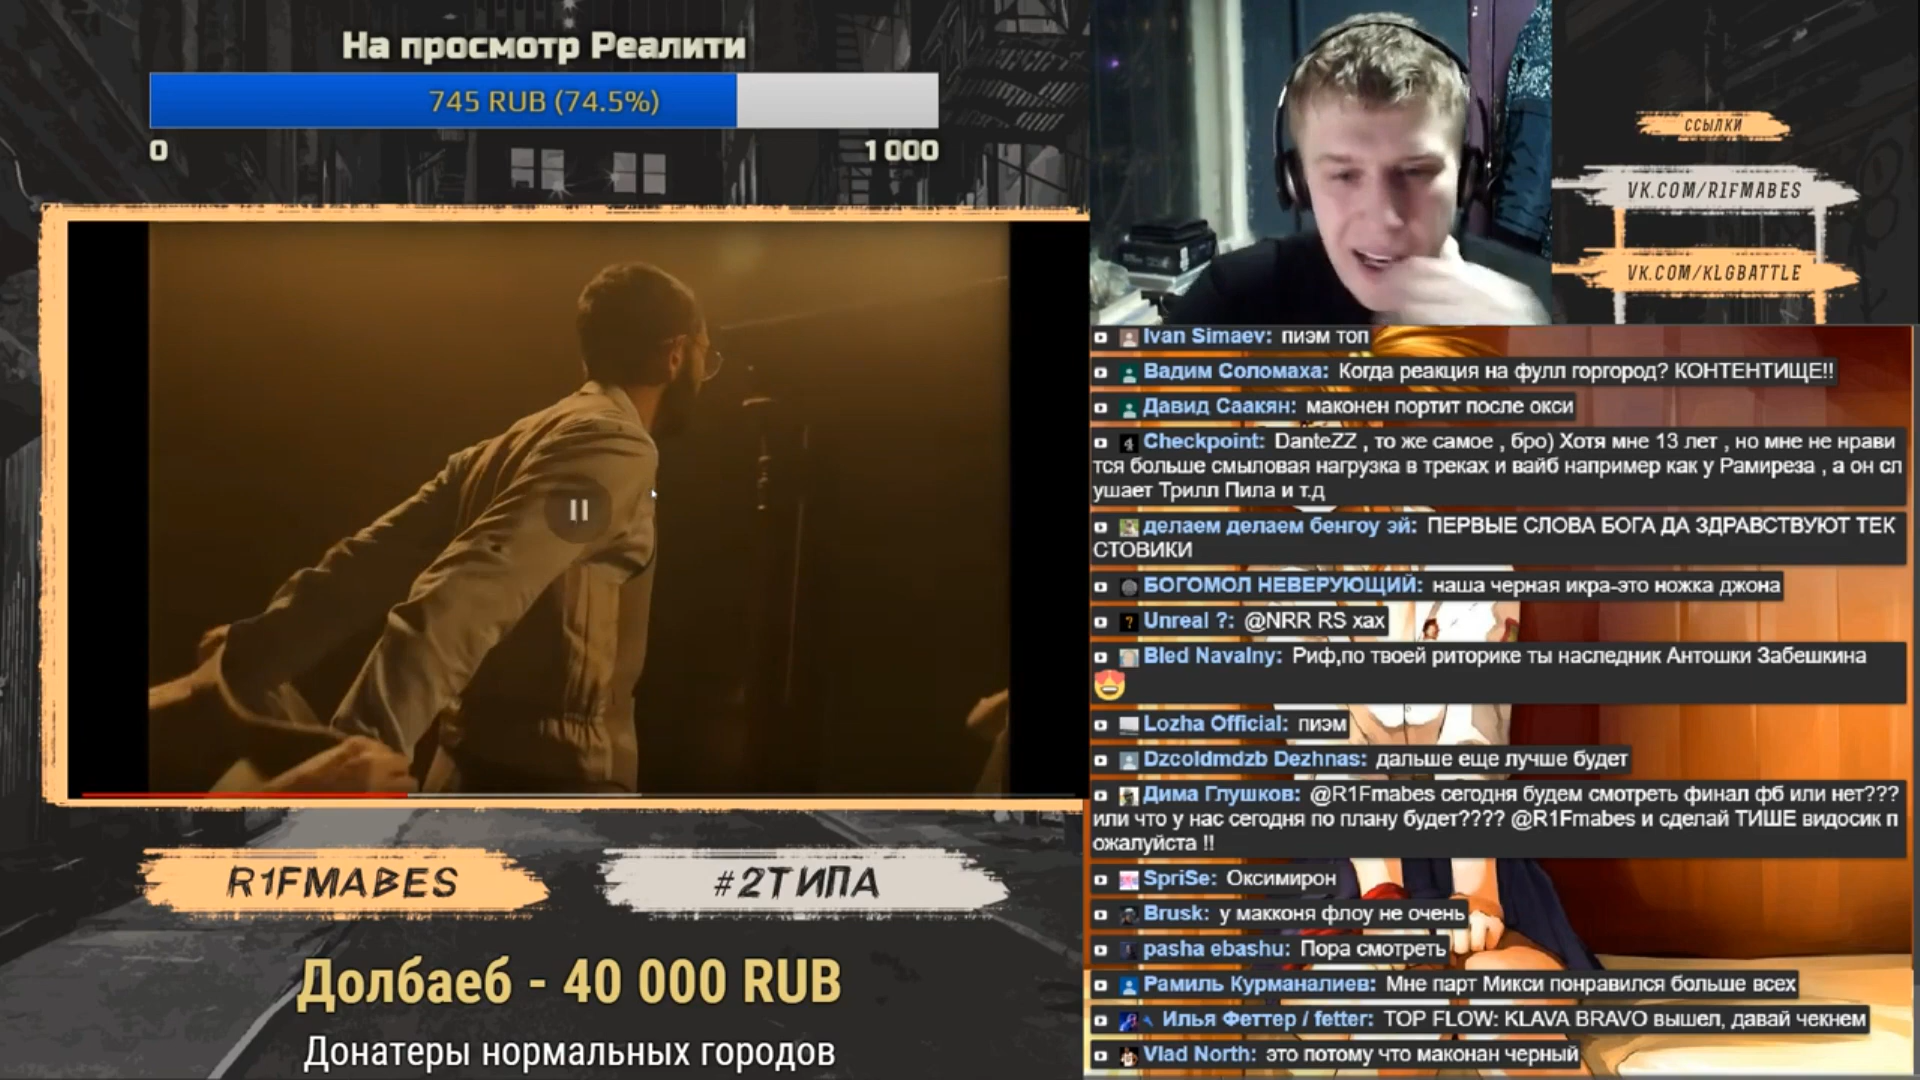 На просмотр Реалити
745 RUB (74.5%)
0
1 000
ССЫЛКИ
VK.COM/R1FMABES
VK.COM/KLGBATTLE
Ivan Simaev: пиэм топ
Вадим Соломаха: Когда реакция на фулл горгород? КОНТЕНТИЩЕ!!
Давид Саакян: маконен портит после окси
Checkpoint: DanteZZ , то же самое , бро) Хотя мне 13 лет , но мне не нрави
тся больше смыловая нагрузка в треках и вайб например как у Рамиреза , а он сл
ушает Трилл Пила и т.д
делаем делаем бенгоу эй: ПЕРВЫЕ СЛОВА БОГА ДА ЗДРАВСТВУЮТ ТЕК
СТОВИКИ
БОГОМОЛ НЕВЕРУЮЩИЙ: наша черная икра-это ножка джона
Unreal ?: @NRR RS хах
Bled Navalny: Риф,по твоей риторике ты наследник Антошки Забешкина
Lozha Official: пиэм
Dzcoldmdzb Dezhnas: дальше еще лучше будет
Дима Глушков: @R1Fmabes сегодня будем смотреть финал фб или нет???
или что у нас сегодня по плану будет???? @R1Fmabes и сделай ТИШЕ видосик п
ожалуйста !!
SpriSe: Оксимирон
Brusk: у макконя флоу не очень
pasha ebashu: Пора смотреть
Рамиль Курманалиев: Мне парт Микси понравился больше всех
Илья Феттер / fetter: TOP FLOW: KLAVA BRAVO вышел, давай чекнем
Vlad North: это потому что маконан черный
R1FMABES
#2ТИПА
Долбаеб - 40 000 RUB
Донатеры нормальных городов